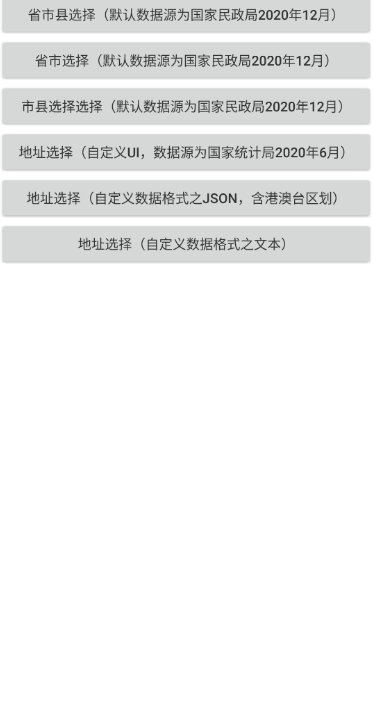 省市县选择（默认数据源为国家民政局2020年12月）
省市选择（默认数据源为国家民政局2020年12月）
市县选择选择（默认数据源为国家民政局2020年12月）
地址选择（自定义UI，数据源为国家统计局2020年6月）
地址选择（自定义数据格式之JSON，含港澳台区划）
地址选择（自定义数据格式之文本）